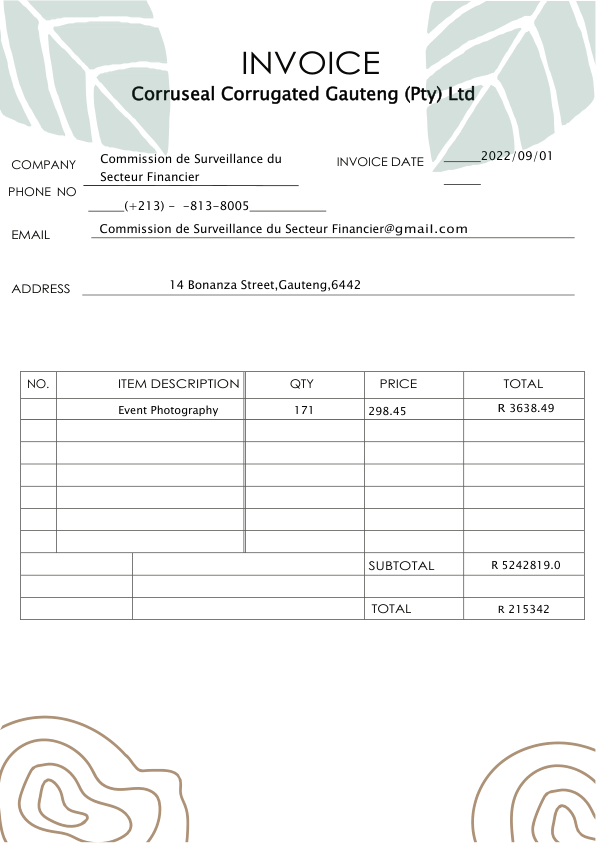 INVOICE
Corruseal Corrugated Gauteng (Pty) Ltd
COMPANY Commission de Surveillance du
Secteur Financier
INVOICE DATE ______2022/09/01
______
PHONE NO ______(+213) - -813-8005_____________
EMAIL Commission de Surveillance du Secteur Financier@gmail.com
ADDRESS 14 Bonanza Street,Gauteng,6442
NO. ITEM DESCRIPTION QTY PRICE TOTAL
Event Photography 171 298.45 R 3638.49
SUBTOTAL R 5242819.0
TOTAL R 215342